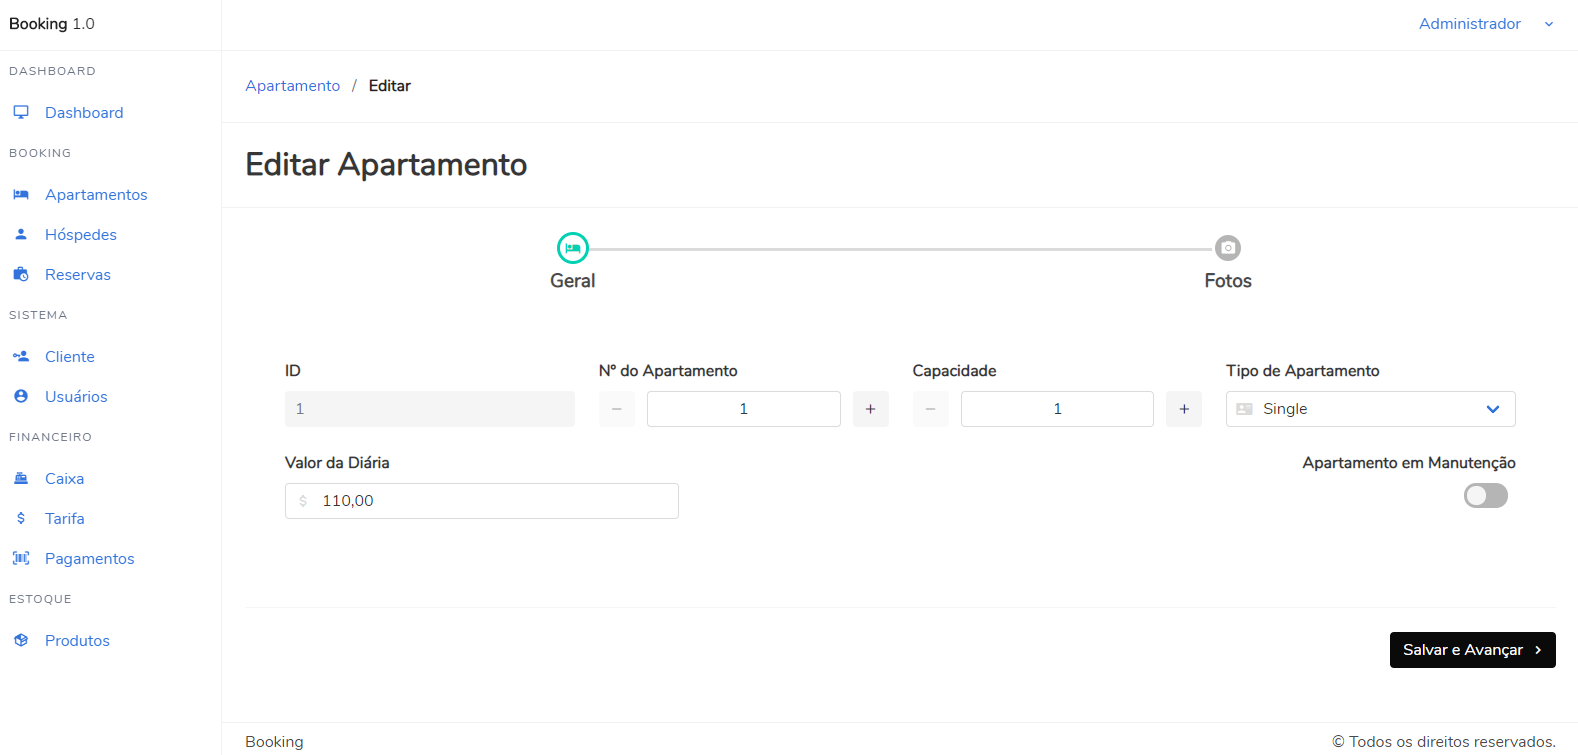 Booking 1.0
Administrador
DASHBOARD
Dashboard
BOOKING
Apartamentos
Hóspedes
Reservas
SISTEMA
Cliente
Usuários
FINANCEIRO
Caixa
Tarifa
Pagamentos
ESTOQUE
Produtos
Apartamento / Editar
Editar Apartamento
Geral
Fotos
ID
1
Nº do Apartamento
− 1 +
Capacidade
− 1 +
Tipo de Apartamento
Single
Valor da Diária
$ 110,00
Apartamento em Manutenção
Salvar e Avançar
Booking
© Todos os direitos reservados.